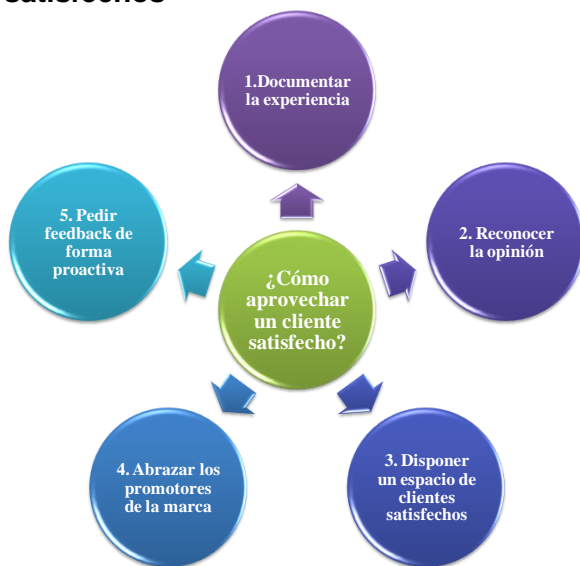 satisfechos
1.Documentar
la experiencia
2. Reconocer
la opinión
3. Disponer
un espacio de
clientes
satisfechos
4. Abrazar los
promotores
de la marca
5. Pedir
feedback de
forma
proactiva
¿Cómo
aprovechar
un cliente
satisfecho?